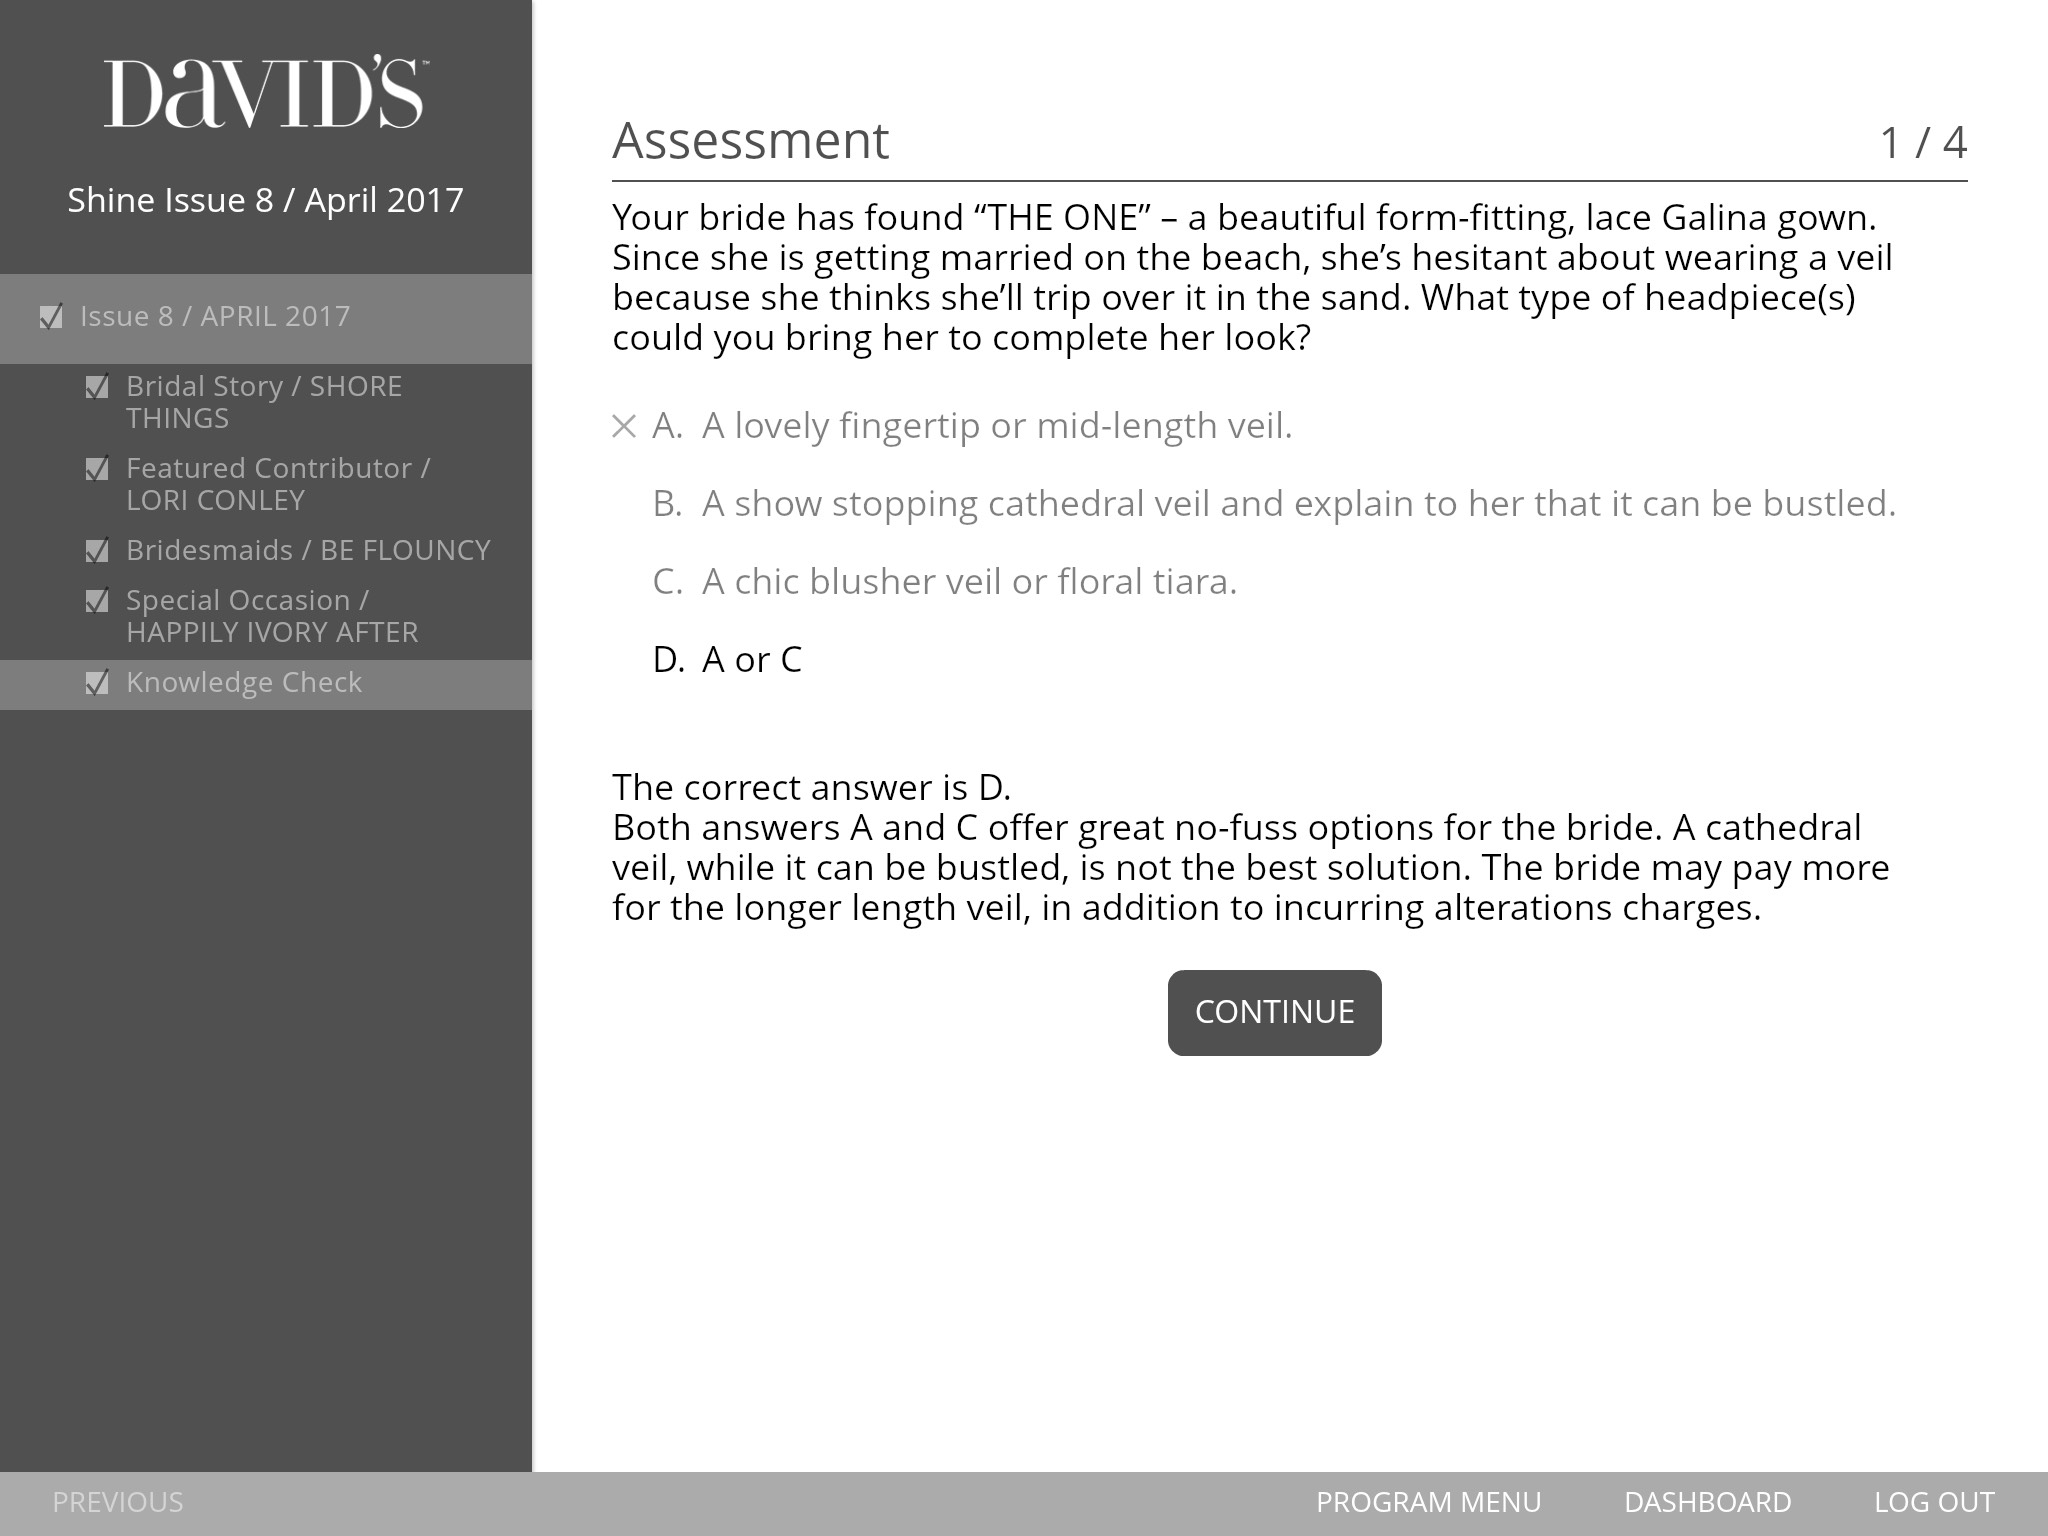 DAVID'S™
Shine Issue 8 / April 2017
Issue 8 / APRIL 2017
Bridal Story / SHORE
THINGS
Featured Contributor /
LORI CONLEY
Bridesmaids / BE FLOUNCY
Special Occasion /
HAPPILY IVORY AFTER
Knowledge Check
Assessment
1 / 4
Your bride has found “THE ONE” – a beautiful form-fitting, lace Galina gown.
Since she is getting married on the beach, she’s hesitant about wearing a veil
because she thinks she’ll trip over it in the sand. What type of headpiece(s)
could you bring her to complete her look?
A. A lovely fingertip or mid-length veil.
B. A show stopping cathedral veil and explain to her that it can be bustled.
C. A chic blusher veil or floral tiara.
D. A or C
The correct answer is D.
Both answers A and C offer great no-fuss options for the bride. A cathedral
veil, while it can be bustled, is not the best solution. The bride may pay more
for the longer length veil, in addition to incurring alterations charges.
CONTINUE
PREVIOUS
PROGRAM MENU
DASHBOARD
LOG OUT